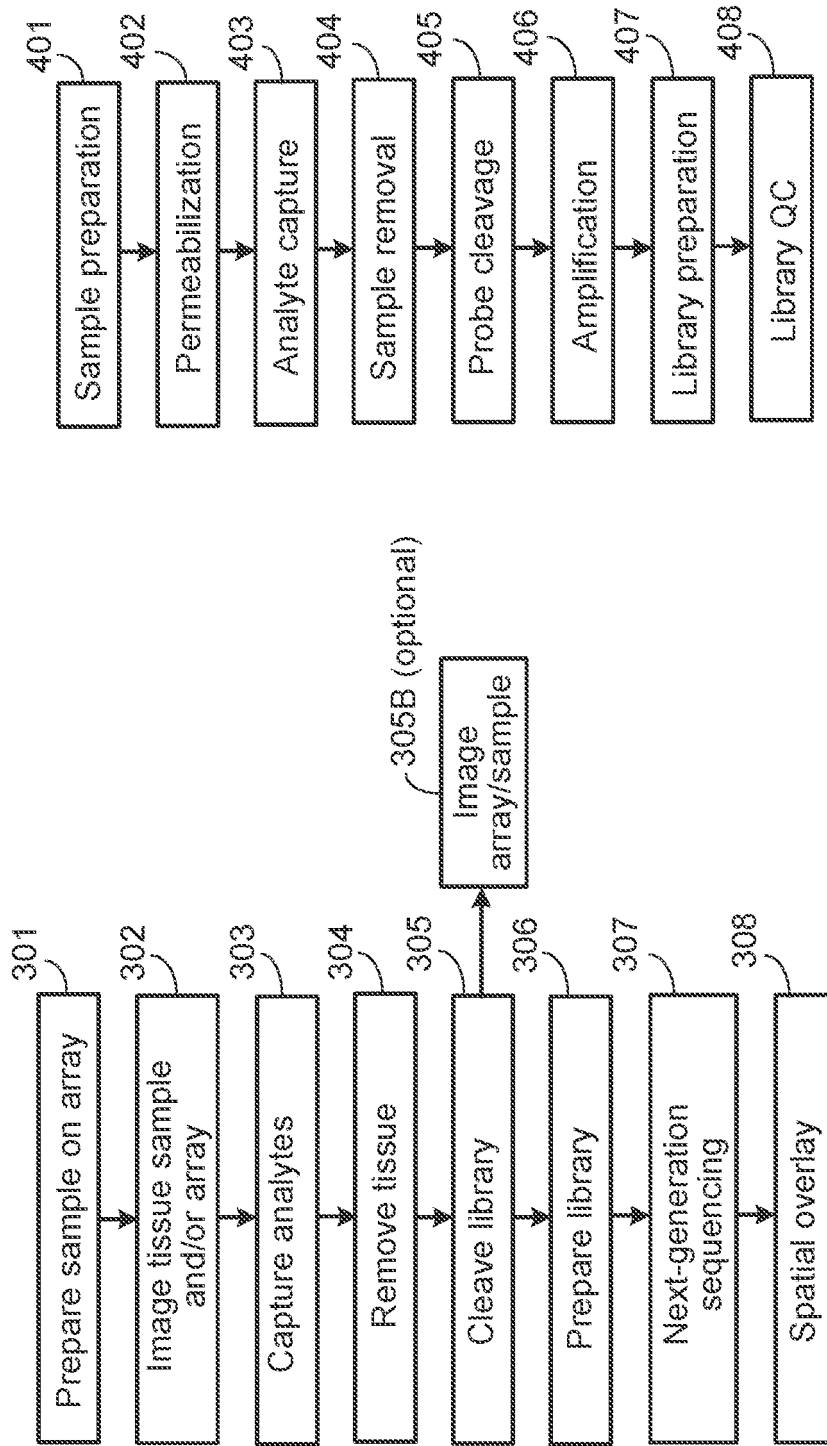 301
Prepare sample on array
302
Image tissue sample
and/or array
303
Capture analytes
304
Remove tissue
305
Cleave library
305B (optional)
Image
array/sample
306
Prepare library
307
Next-generation
sequencing
308
Spatial overlay
401
Sample preparation
402
Permeabilization
403
Analyte capture
404
Sample removal
405
Probe cleavage
406
Amplification
407
Library preparation
408
Library QC